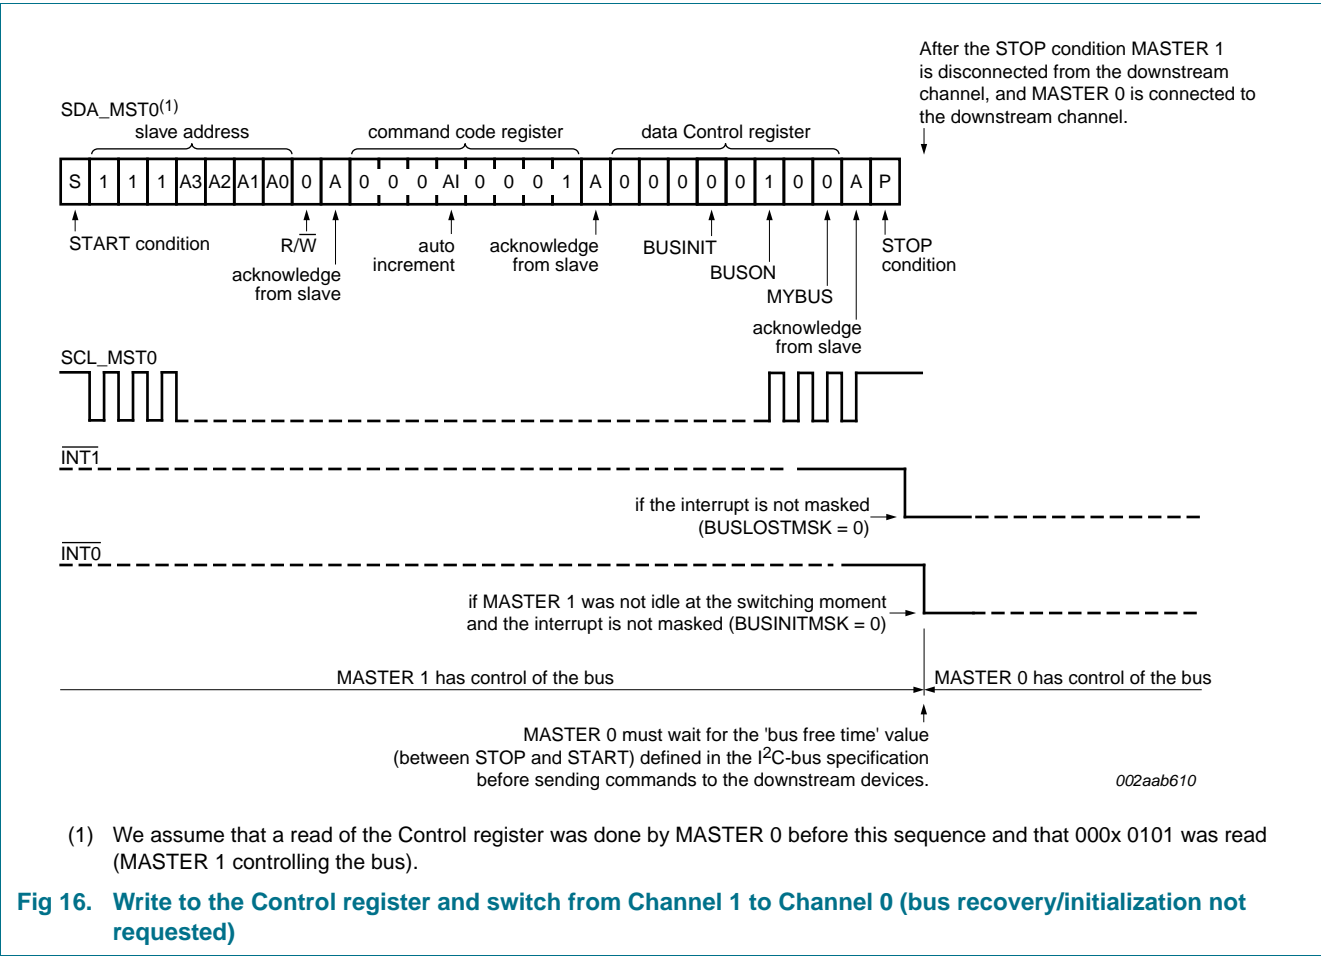 After the STOP condition MASTER 1
is disconnected from the downstream
channel, and MASTER 0 is connected to
the downstream channel.
SDA_MST0(1)
slave address command code register data Control register
S 1 1 1 A3 A2 A1 A0 0 A 0 0 0 AI 0 0 0 1 A 0 0 0 0 0 1 0 0 A P
START condition
R/W
acknowledge
from slave
auto
increment
acknowledge
from slave
BUSINIT
BUSON
MYBUS
acknowledge
from slave
STOP
condition
SCL_MST0
INT1
if the interrupt is not masked
(BUSLOSTMSK = 0)
INT0
if MASTER 1 was not idle at the switching moment
and the interrupt is not masked (BUSINITMSK = 0)
MASTER 1 has control of the bus
MASTER 0 has control of the bus
MASTER 0 must wait for the 'bus free time' value
(between STOP and START) defined in the I2C-bus specification
before sending commands to the downstream devices.
002aab610
(1) We assume that a read of the Control register was done by MASTER 0 before this sequence and that 000x 0101 was read
(MASTER 1 controlling the bus).
Fig 16. Write to the Control register and switch from Channel 1 to Channel 0 (bus recovery/initialization not
requested)